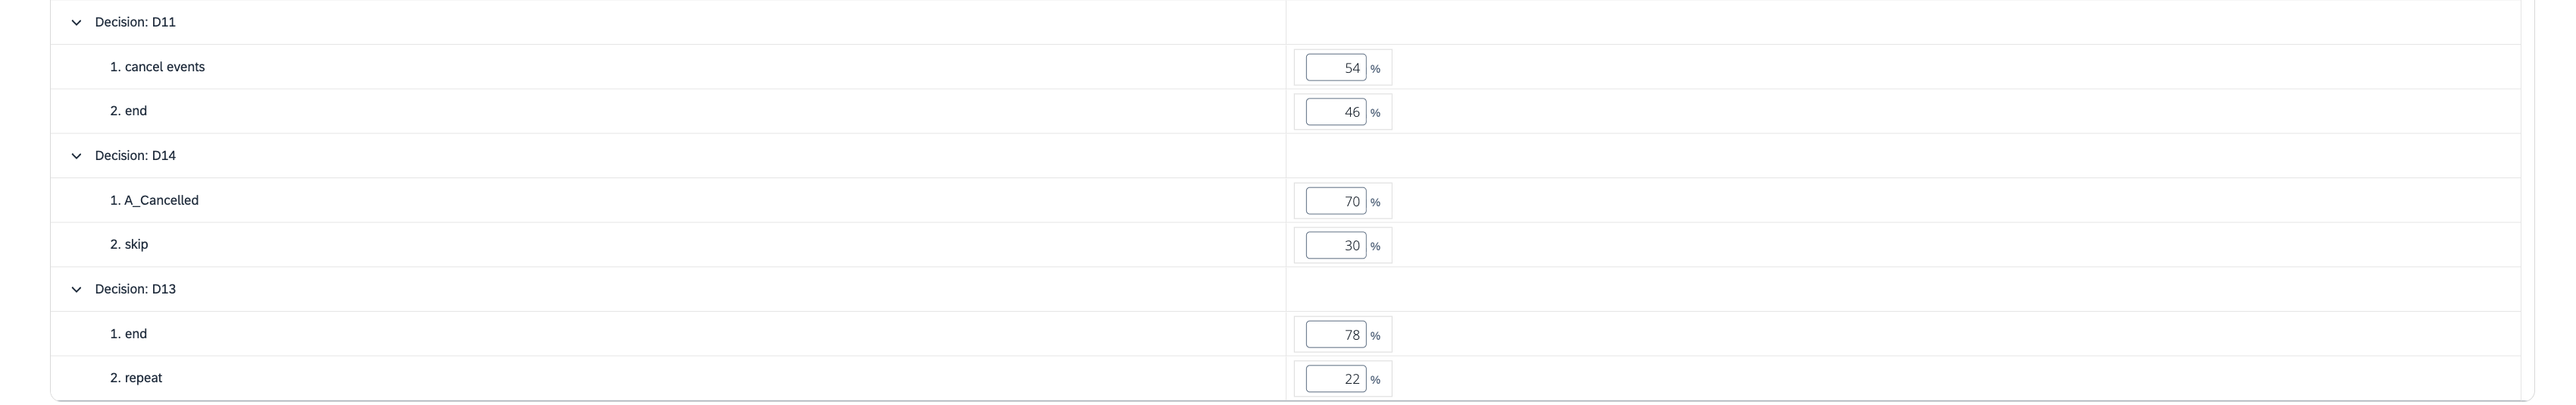 Decision: D11
1. cancel events
54 %
2. end
46 %
Decision: D14
1. A_Cancelled
70 %
2. skip
30 %
Decision: D13
1. end
78 %
2. repeat
22 %